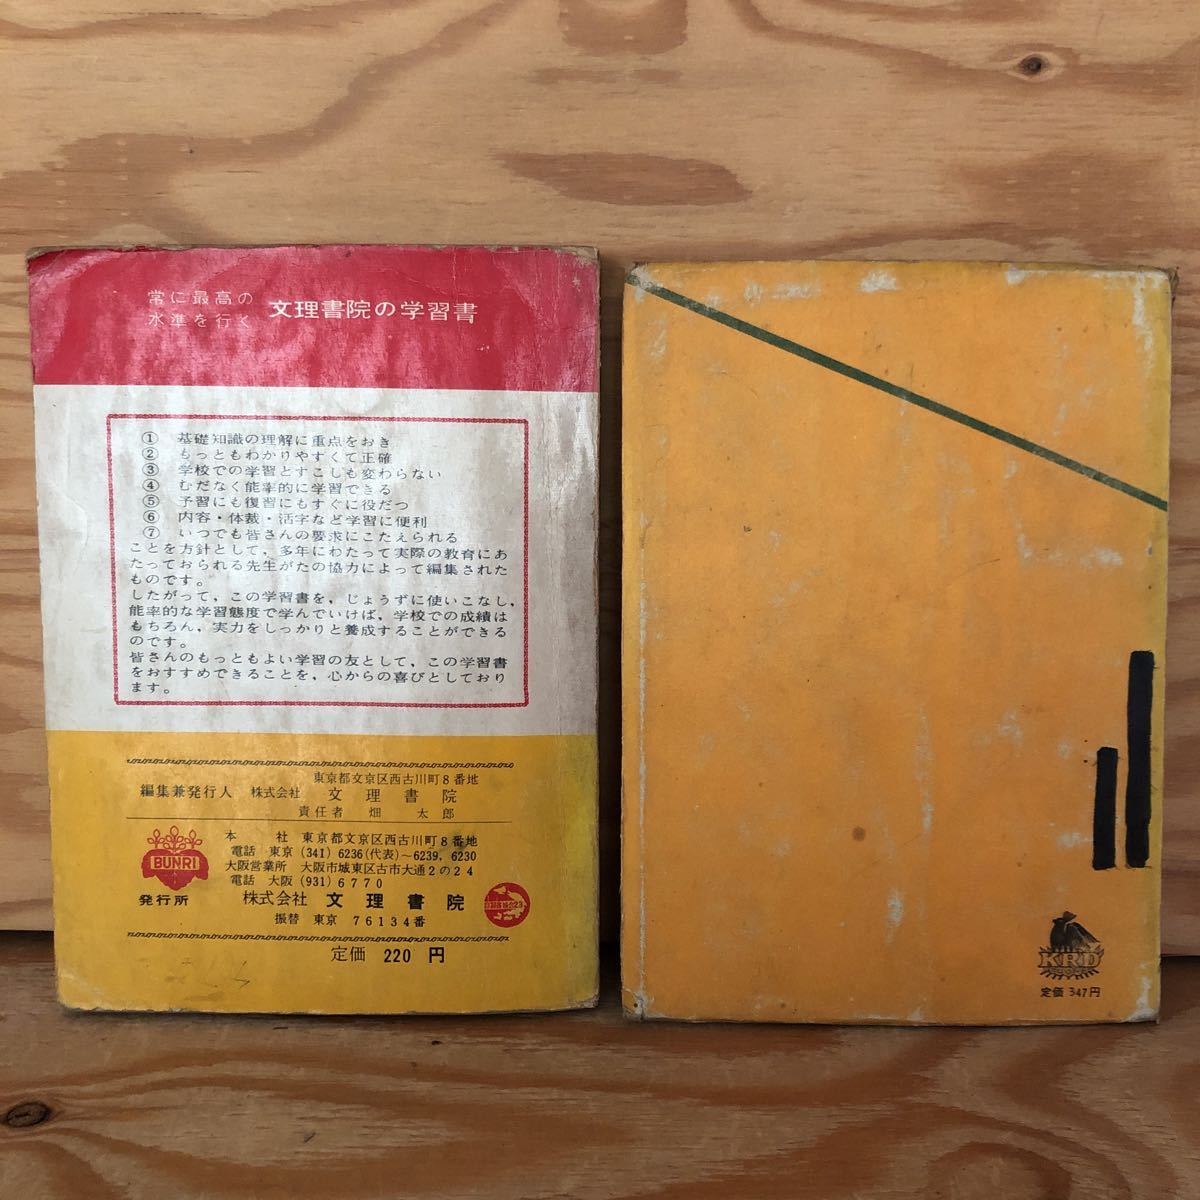 常に最高の
水準を行く
文理書院の学習書
① 基礎知識の理解に重点をおき
② もっともわかりやすくて正確
③ 学校での学習とすこしも変わらない
④ むだなく能率的に学習できる
⑤ 予習にも復習にもすぐに役だつ
⑥ 内容・体裁・活字など学習に便利
⑦ いつでも皆さんの要求にこたえられる
ことを方針として，多年にわたって実際の教育にあ
たっておられる先生がたの協力によって編集された
ものです。
したがって，この学習書を，じょうずに使いこなし，
能率的な学習態度で学んでいけば，学校での成績は
もちろん，実力をしっかりと養成することができる
のです。
皆さんのもっともよい学習の友として，この学習書
をおすすめできることを，心からの喜びとしており
ます。
東京都文京区西古川町8番地
編集兼発行人 株式会社 文理書院
責任者 畑 太郎
本社 東京都文京区西古川町8番地
電話 東京 (341) 6236(代表)〜6239, 6230
大阪営業所 大阪市城東区古市大通2の24
電話 大阪 (931) 6770
BUNRI
発行所 株式会社 文理書院
振替 東京 76134番
定価 220 円
KRD
定価 347円